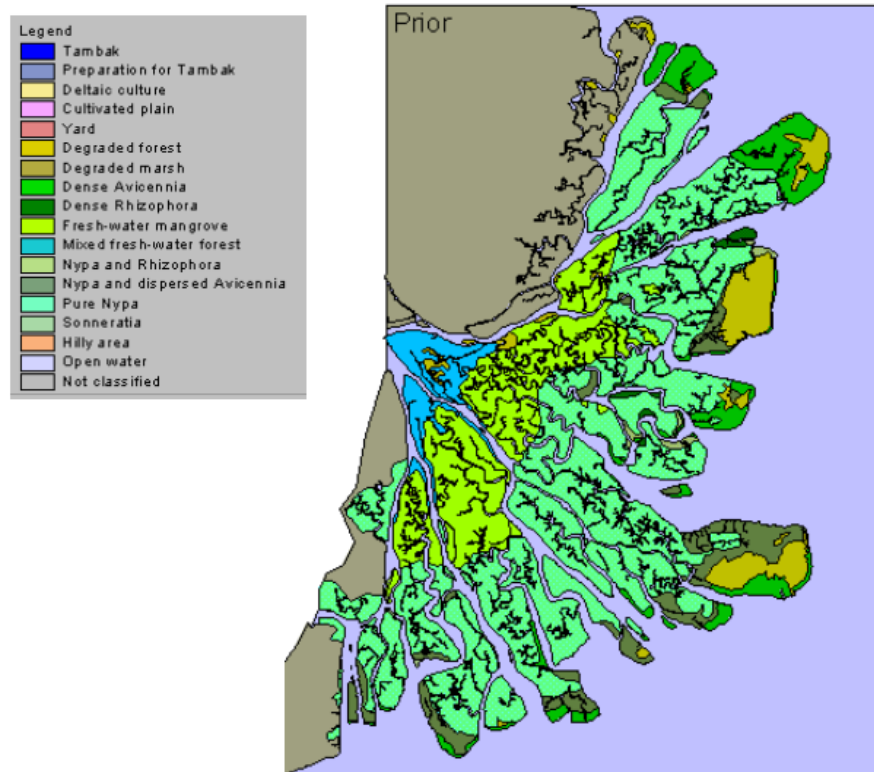 Legend
Tambak
Preparation for Tambak
Deltaic culture
Cultivated plain
Yard
Degraded forest
Degraded marsh
Dense Avicennia
Dense Rhizophora
Fresh-water mangrove
Mixed fresh-water forest
Nypa and Rhizophora
Nypa and dispersed Avicennia
Pure Nypa
Sonneratia
Hilly area
Open water
Not classified
Prior